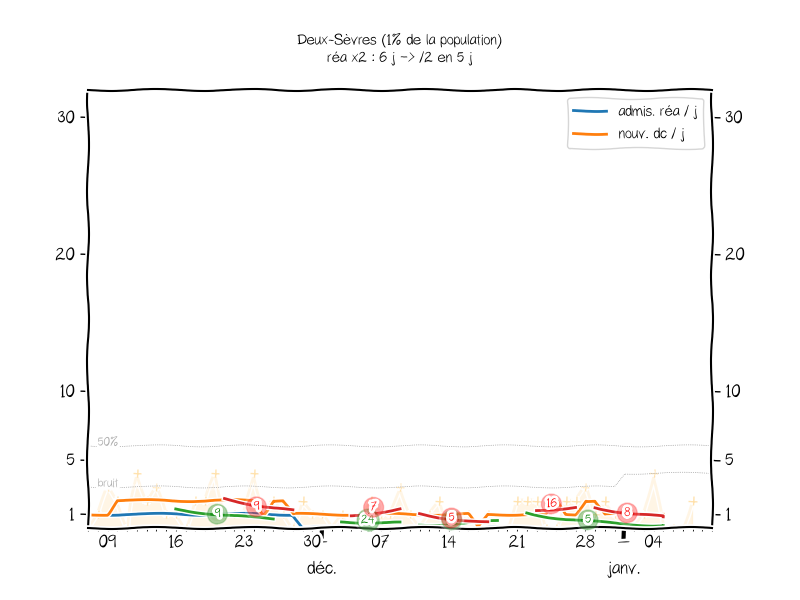 Deux-Sèvres (1% de la population)
réa x2 : 6 j -> /2 en 5 j
admis. réa / j
nouv. dc / j
30 30
20 20
10 10
50%
5 5
bruit
1 1
9 9 7 24 5 16 5 8
09 16 23 30 07 14 21 28 04
déc. janv.